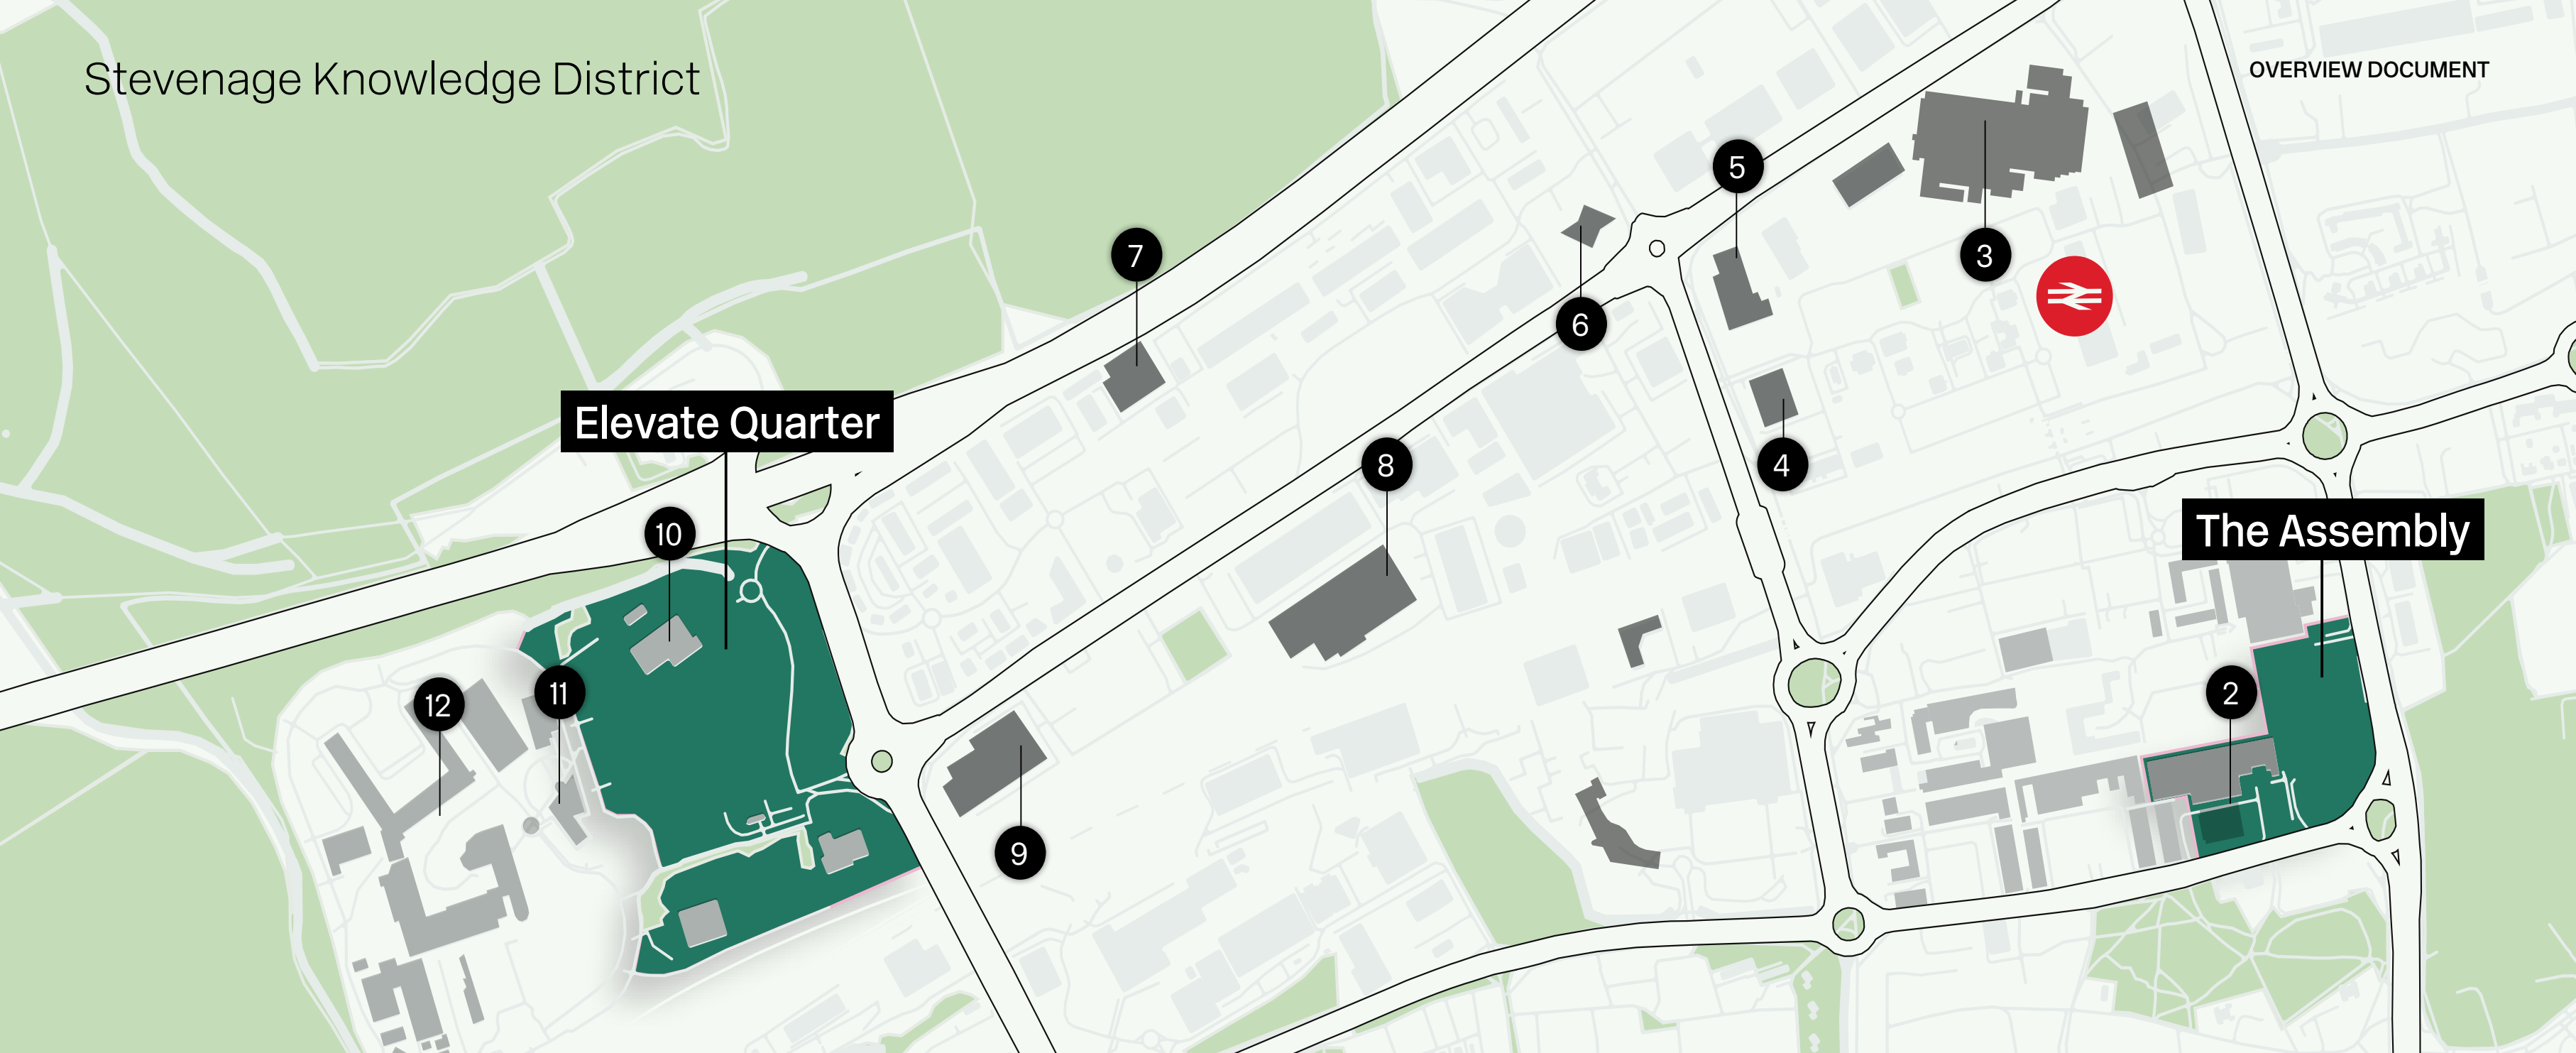 Stevenage Knowledge District
OVERVIEW DOCUMENT
5
7
3
6
Elevate Quarter
8
4
10
The Assembly
11
2
12
9